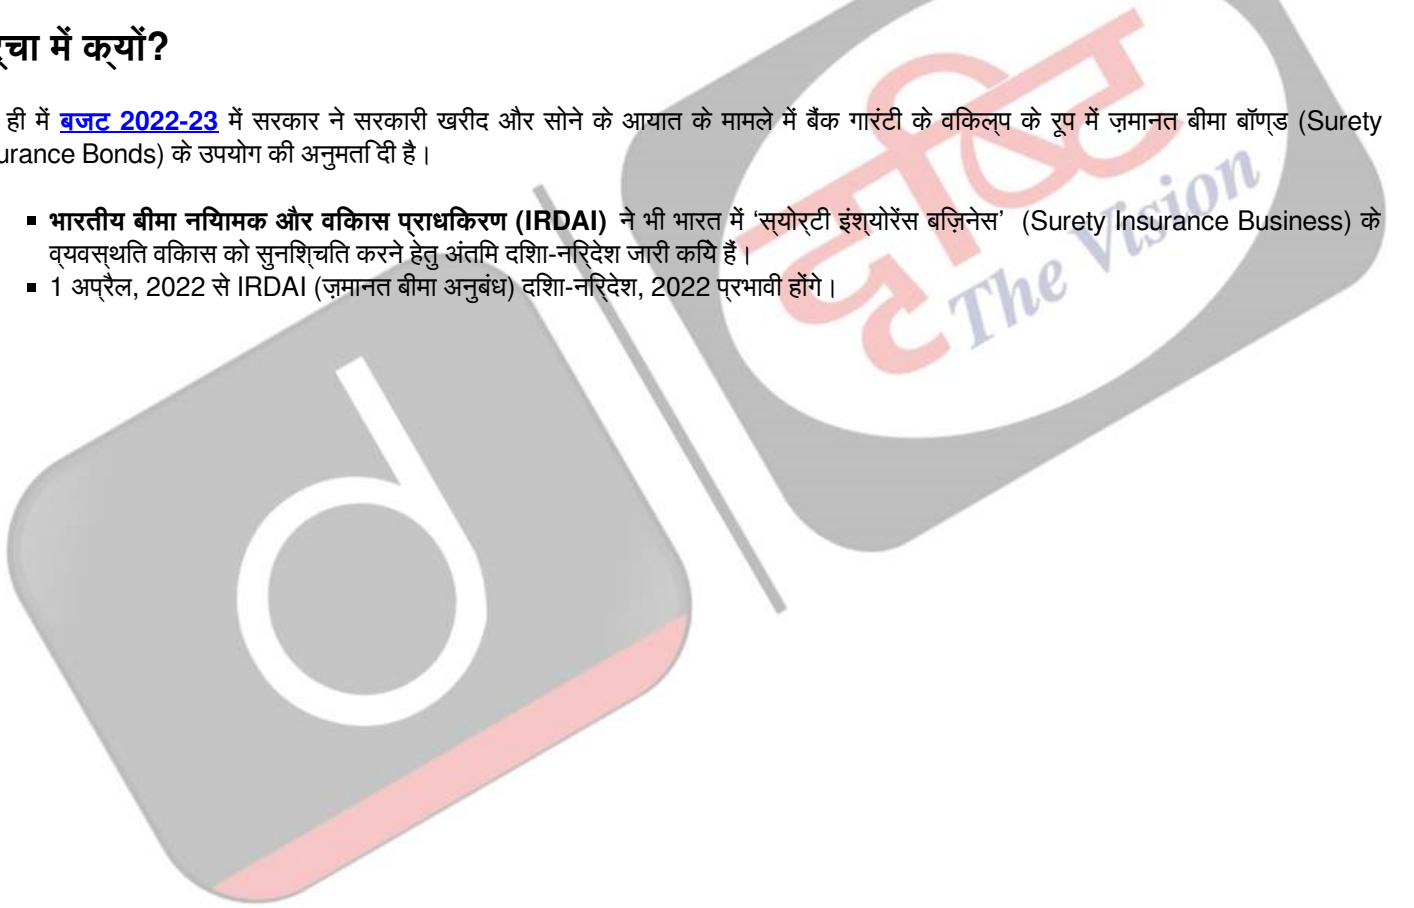 र्चा में क्यों?
ही में बजट 2022-23 में सरकार ने सरकारी खरीद और सोने के आयात के मामले में बैंक गारंटी के विकल्प के रूप में ज़मानत बीमा बॉण्ड (Surety
urance Bonds) के उपयोग की अनुमति दी है।
▪ भारतीय बीमा नियामक और विकास प्राधिकरण (IRDAI) ने भी भारत में ‘स्योर्टी इंश्योरेंस बिज़नेस’ (Surety Insurance Business) के
व्यवस्थित विकास को सुनिश्चित करने हेतु अंतिम दिशा-निर्देश जारी किये हैं।
▪ 1 अप्रैल, 2022 से IRDAI (ज़मानत बीमा अनुबंध) दिशा-निर्देश, 2022 प्रभावी होंगे।
दृष्टि
The Vision